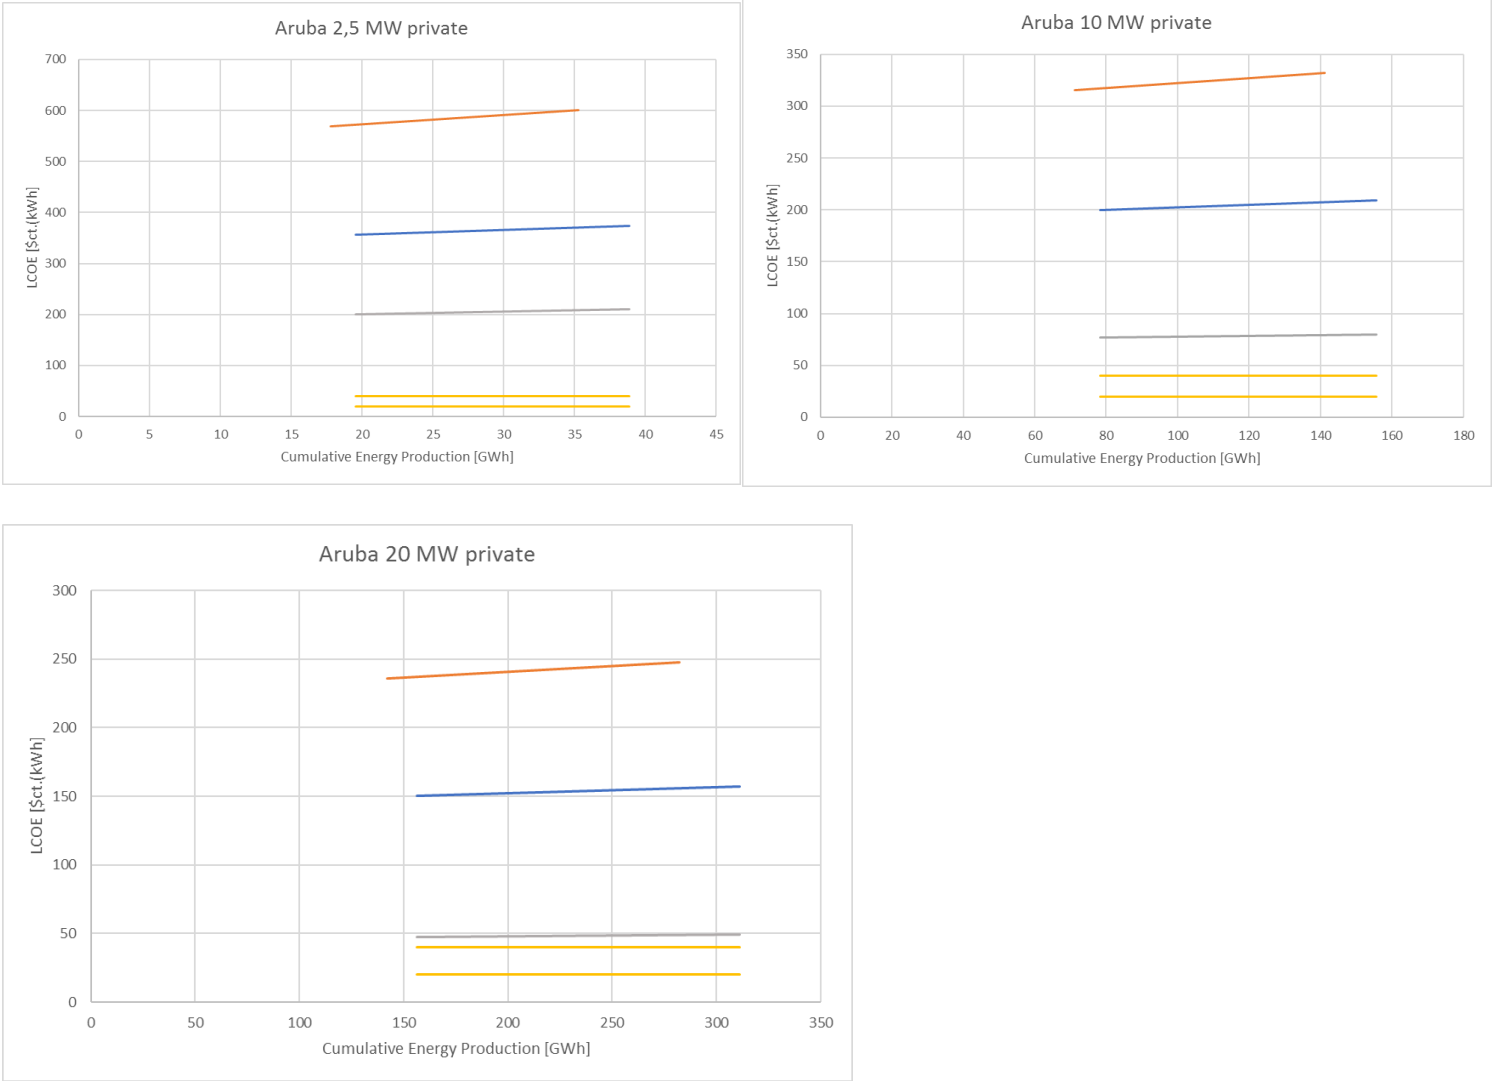 Aruba 2,5 MW private
700
600
500
400
300
200
100
0
LCOE [$ct.(kWh]
0 5 10 15 20 25 30 35 40 45
Cumulative Energy Production [GWh]
Aruba 10 MW private
350
300
250
200
150
100
50
0
LCOE [$ct.(kWh]
0 20 40 60 80 100 120 140 160 180
Cumulative Energy Production [GWh]
Aruba 20 MW private
300
250
200
150
100
50
0
LCOE [$ct.(kWh]
0 50 100 150 200 250 300 350
Cumulative Energy Production [GWh]